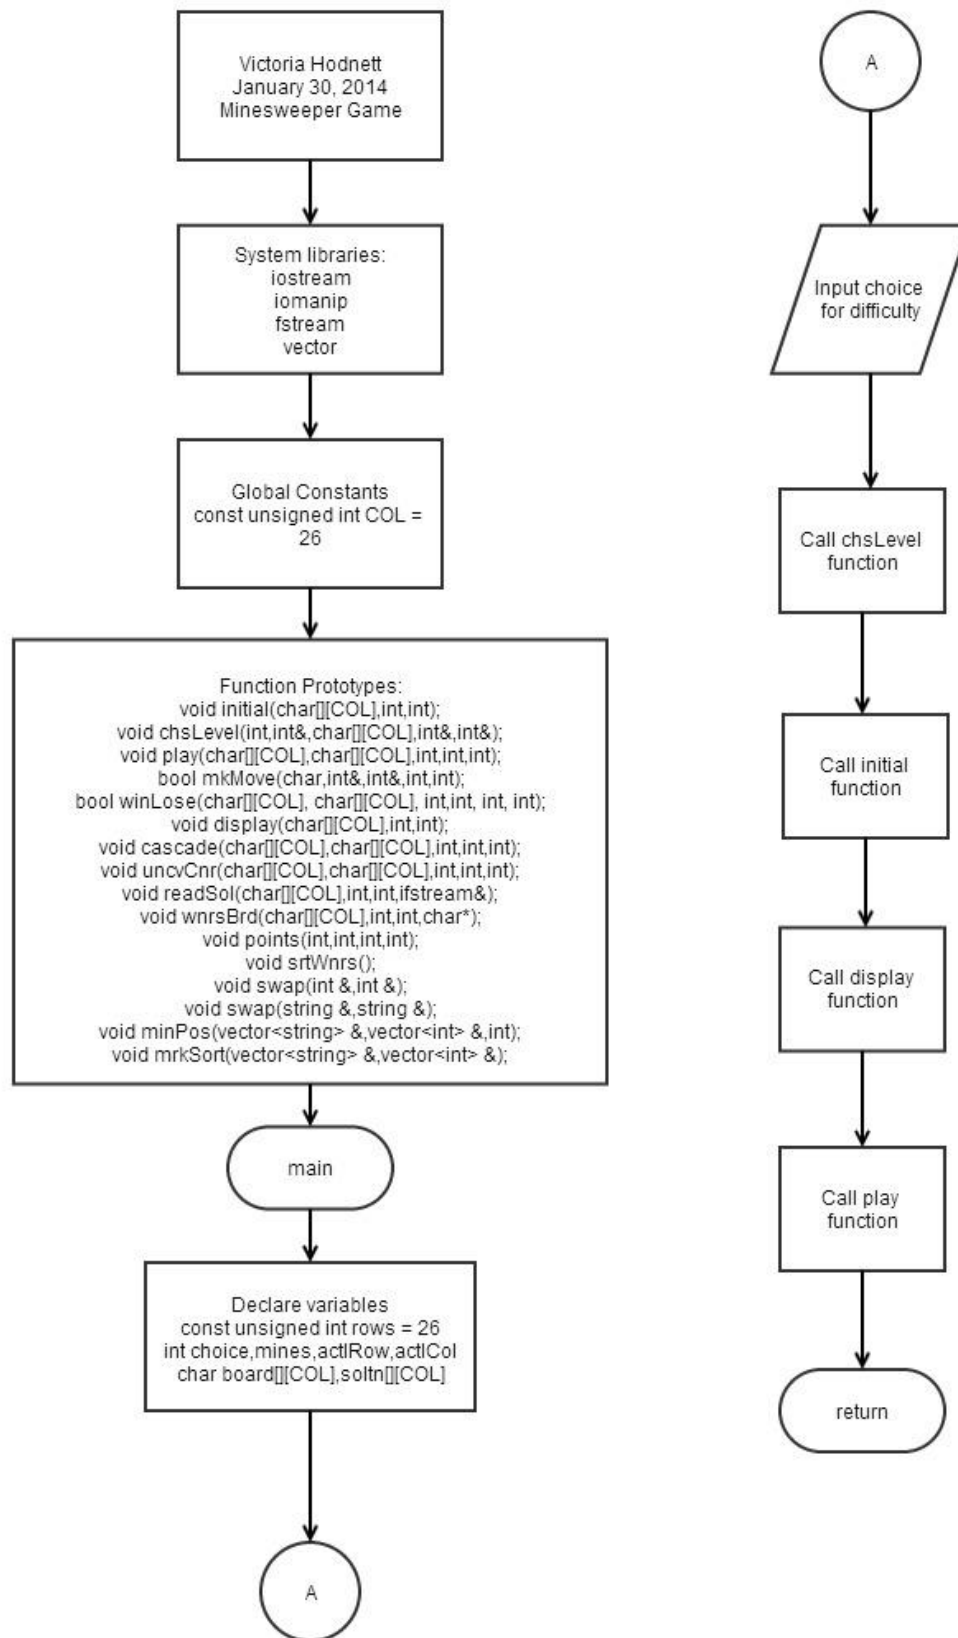 Victoria Hodnett
January 30, 2014
Minesweeper Game
System libraries:
iostream
iomanip
fstream
vector
Global Constants
const unsigned int COL =
26
Function Prototypes:
void initial(char[][COL],int,int);
void chsLevel(int,int&,char[][COL],int&,int&);
void play(char[][COL],char[][COL],int,int,int);
bool mkMove(char,int&,int&,int,int);
bool winLose(char[][COL], char[][COL], int,int, int, int);
void display(char[][COL],int,int);
void cascade(char[][COL],char[][COL],int,int,int);
void uncvCnr(char[][COL],char[][COL],int,int,int);
void readSol(char[][COL],int,int,ifstream&);
void wnrsBrd(char[][COL],int,int,char*);
void points(int,int,int,int);
void srtWnrs();
void swap(int &,int &);
void swap(string &,string &);
void minPos(vector<string> &,vector<int> &,int);
void mrkSort(vector<string> &,vector<int> &);
main
Declare variables
const unsigned int rows = 26
int choice,mines,actlRow,actlCol
char board[][COL],soltn[][COL]
A
A
Input choice
for difficulty
Call chsLevel
function
Call initial
function
Call display
function
Call play
function
return